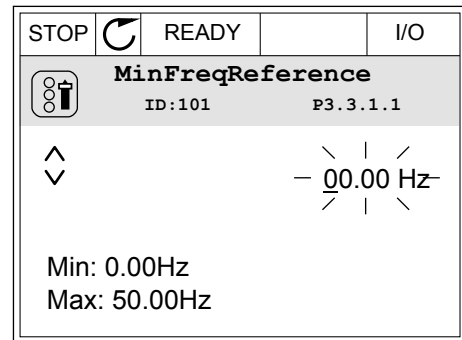 STOP READY I/O
MinFreqReference
ID:101 P3.3.1.1
00.00 Hz
Min: 0.00Hz
Max: 50.00Hz